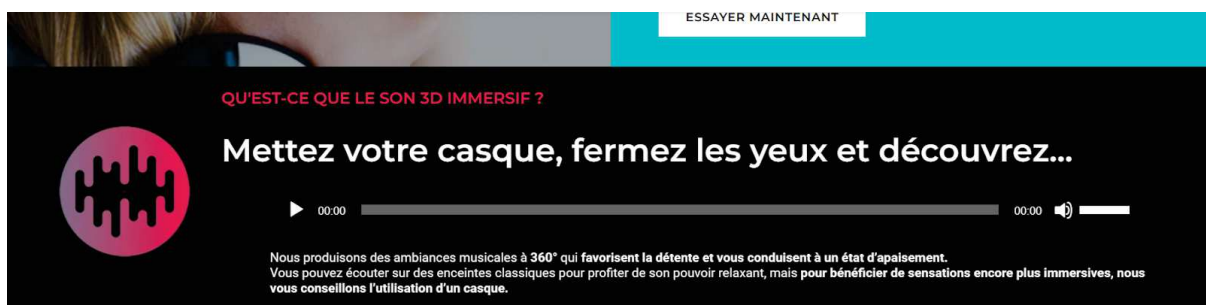 ESSAYER MAINTENANT
QU'EST-CE QUE LE SON 3D IMMERSIF ?
Mettez votre casque, fermez les yeux et découvrez...
00:00 00:00
Nous produisons des ambiances musicales à 360° qui favorisent la détente et vous conduisent à un état d'apaisement.
Vous pouvez écouter sur des enceintes classiques pour profiter de son pouvoir relaxant, mais pour bénéficier de sensations encore plus immersives, nous
vous conseillons l'utilisation d'un casque.